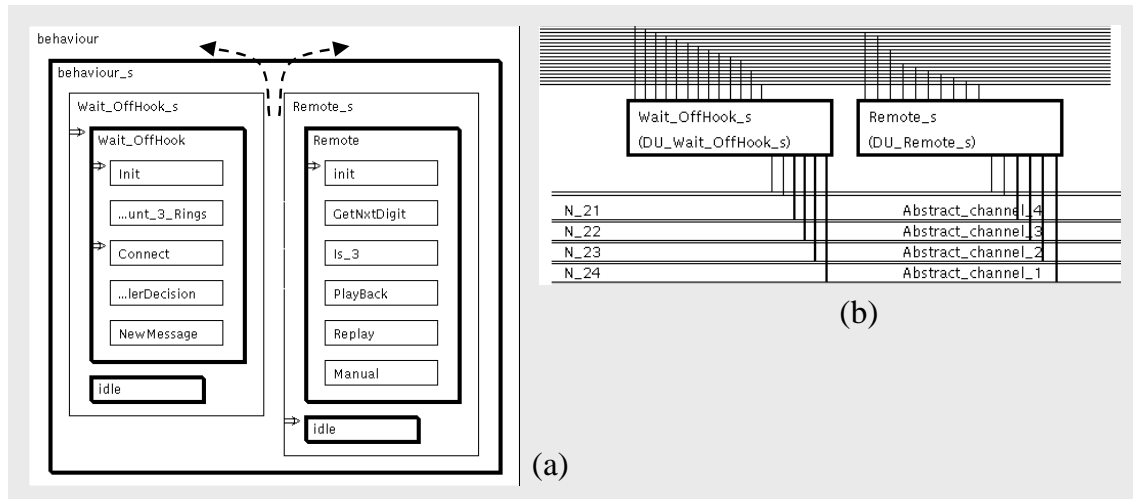 behaviour
behaviour_s
Wait_OffHook_s
Wait_OffHook
Init
...unt_3_Rings
Connect
...lerDecision
NewMessage
idle
Remote_s
Remote
init
GetNxtDigit
Is_3
PlayBack
Replay
Manual
idle
(a)
Wait_OffHook_s
(DU_Wait_OffHook_s)
Remote_s
(DU_Remote_s)
N_21 Abstract_channel_4
N_22 Abstract_channel_3
N_23 Abstract_channel_2
N_24 Abstract_channel_1
(b)